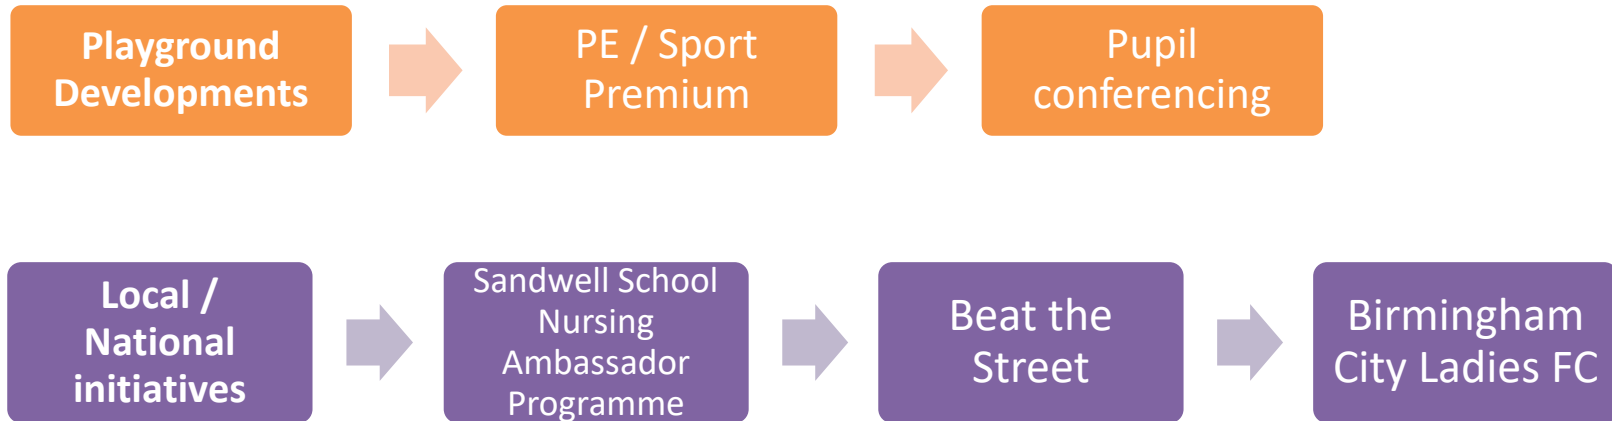 Playground
Developments
PE / Sport
Premium
Pupil
conferencing
Local /
National
initiatives
Sandwell School
Nursing
Ambassador
Programme
Beat the
Street
Birmingham
City Ladies FC